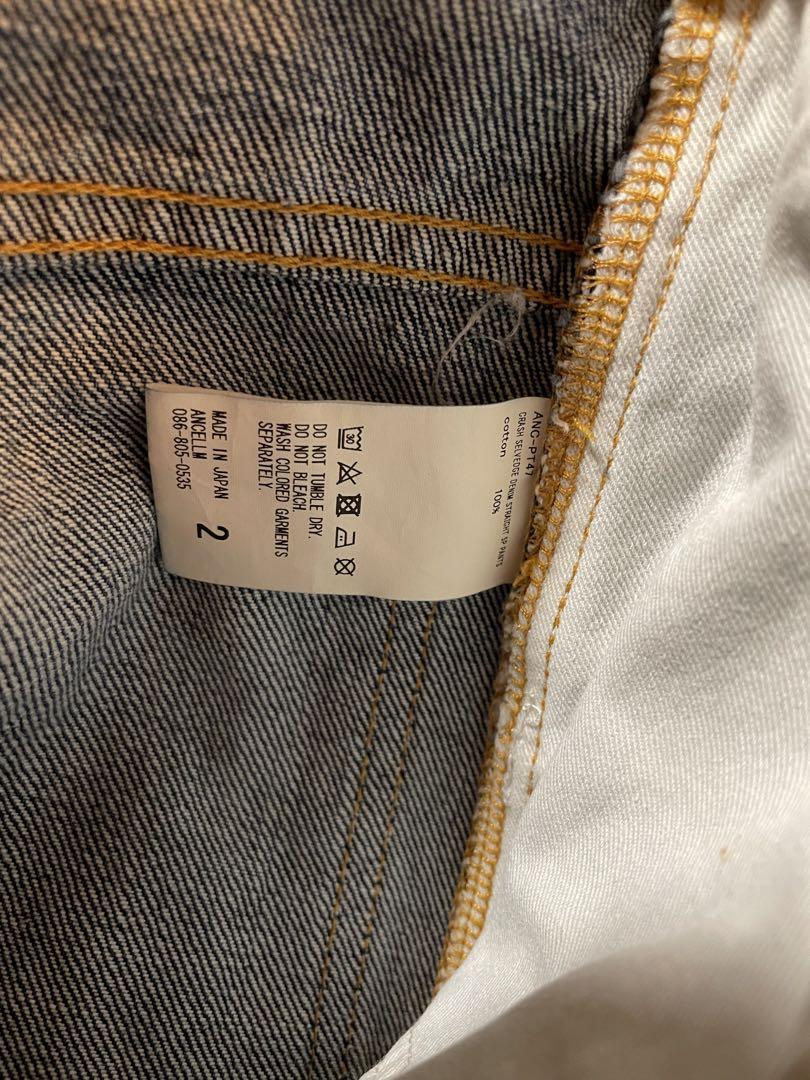 ANC-PT47
CRASH SELVEDGE DENIM STRAIGHT SP PANTS
cotton 100%
DO NOT TUMBLE DRY.
DO NOT BLEACH.
WASH COLORED GARMENTS
SEPARATELY.
2
MADE IN JAPAN
ANCELLM
086-805-0535